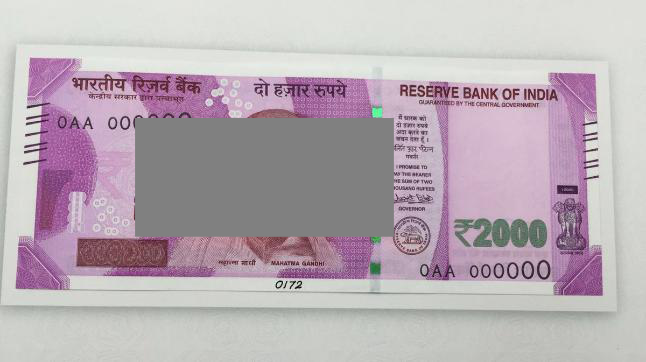 भारतीय रिज़र्व बैंक
दो हज़ार रुपये
RESERVE BANK OF INDIA
केन्द्रीय सरकार द्वारा प्रत्याभूत
GUARANTEED BY THE CENTRAL GOVERNMENT
0AA 000000
मैं धारक को
दो हज़ार रुपये
अदा करने का
वचन देता हूँ।
गवर्नर
I PROMISE TO
PAY THE BEARER
THE SUM OF TWO
THOUSAND RUPEES
GOVERNOR
₹2000
0AA 000000
महात्मा गांधी
MAHATMA GANDHI
0172